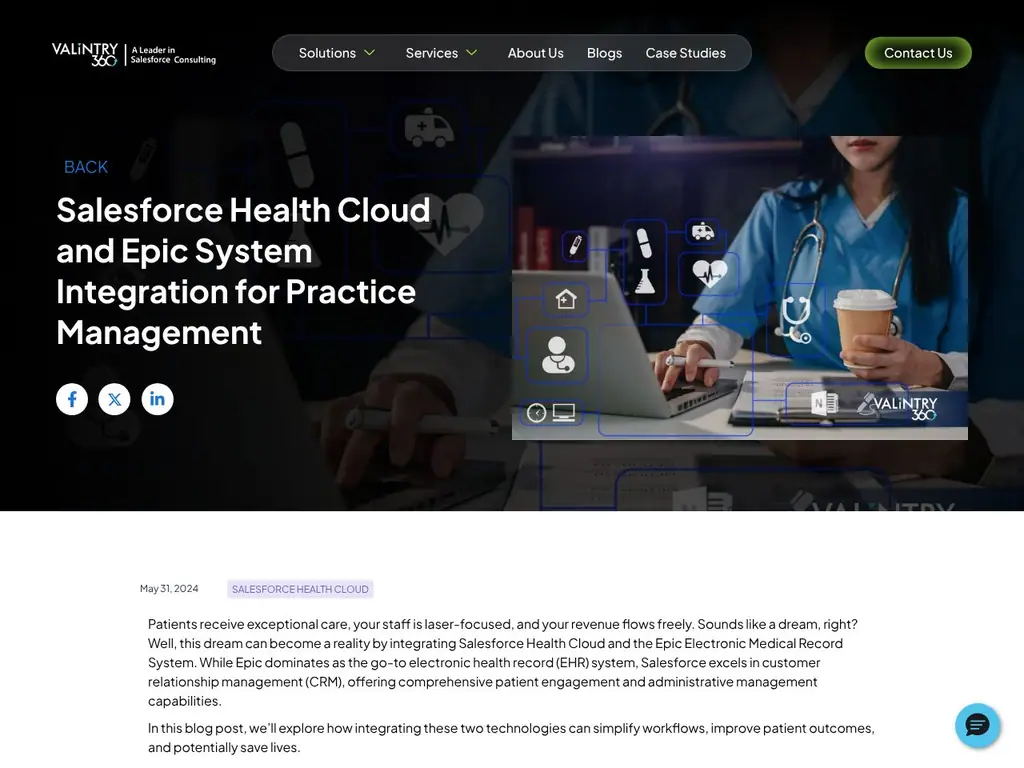 VALiNTRY
360
A Leader in
Salesforce Consulting
Solutions
Services
About Us
Blogs
Case Studies
Contact Us
BACK
Salesforce Health Cloud
and Epic System
Integration for Practice
Management
N
VALiNTRY
360
VALiNTRY
May 31, 2024
SALESFORCE HEALTH CLOUD
Patients receive exceptional care, your staff is laser-focused, and your revenue flows freely. Sounds like a dream, right?
Well, this dream can become a reality by integrating Salesforce Health Cloud and the Epic Electronic Medical Record
System. While Epic dominates as the go-to electronic health record (EHR) system, Salesforce excels in customer
relationship management (CRM), offering comprehensive patient engagement and administrative management
capabilities.
In this blog post, we’ll explore how integrating these two technologies can simplify workflows, improve patient outcomes,
and potentially save lives.